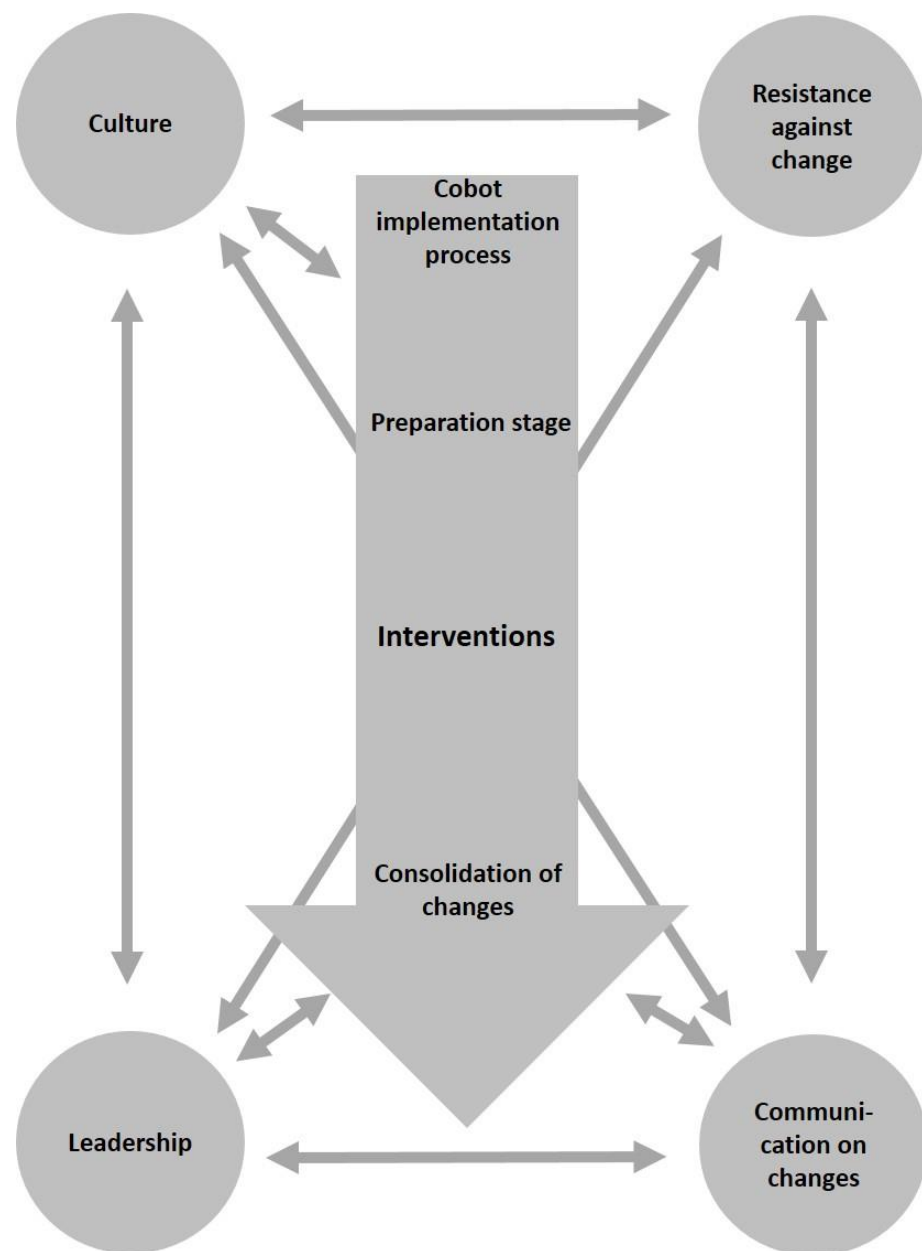 Culture
Resistance
against
change
Cobot
implementation
process
Preparation stage
Interventions
Consolidation of
changes
Leadership
Communi-
cation on
changes